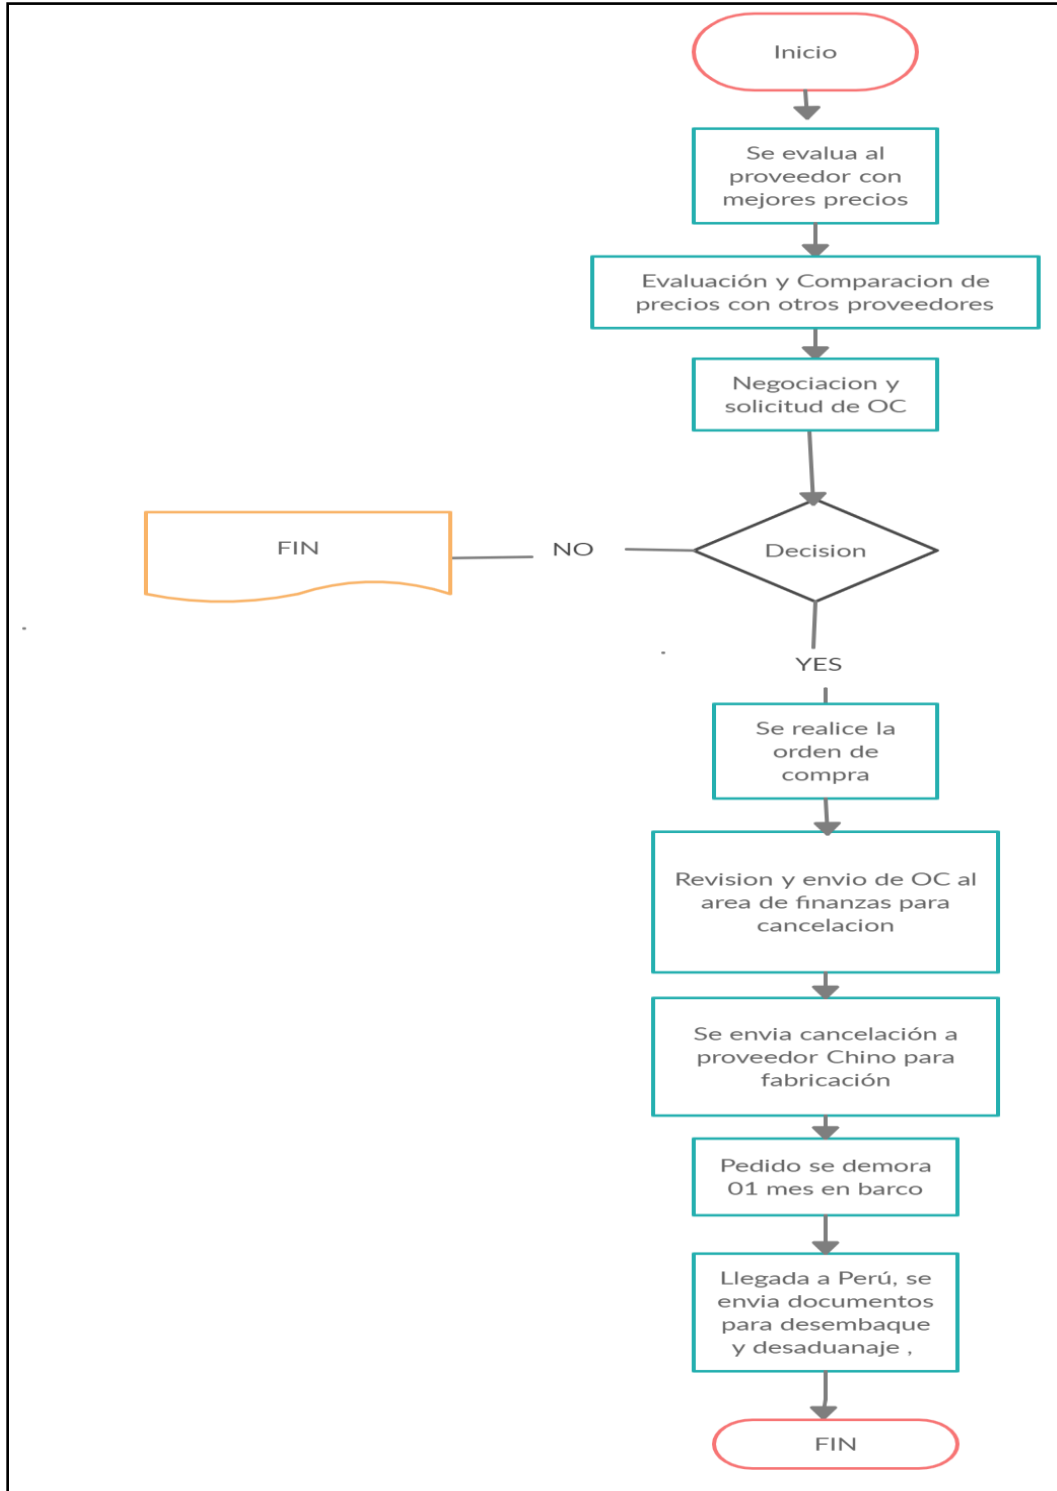 Inicio
Se evalua al
proveedor con
mejores precios
Evaluación y Comparacion de
precios con otros proveedores
Negociacion y
solicitud de OC
Decision
NO
FIN
YES
Se realice la
orden de
compra
Revision y envio de OC al
area de finanzas para
cancelacion
Se envia cancelación a
proveedor Chino para
fabricación
Pedido se demora
01 mes en barco
Llegada a Perú, se
envia documentos
para desembaque
y desaduanaje ,
FIN